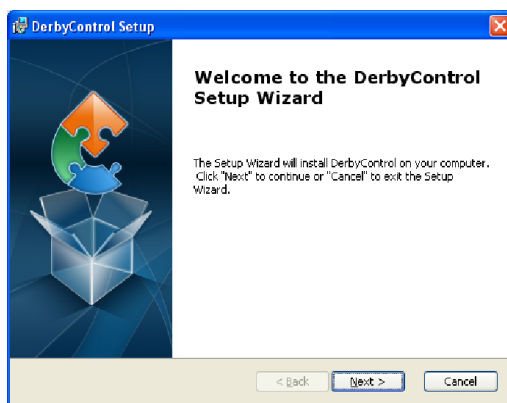 DerbyControl Setup
Welcome to the DerbyControl
Setup Wizard
The Setup Wizard will install DerbyControl on your computer.
Click "Next" to continue or "Cancel" to exit the Setup
Wizard.
< Back Next > Cancel